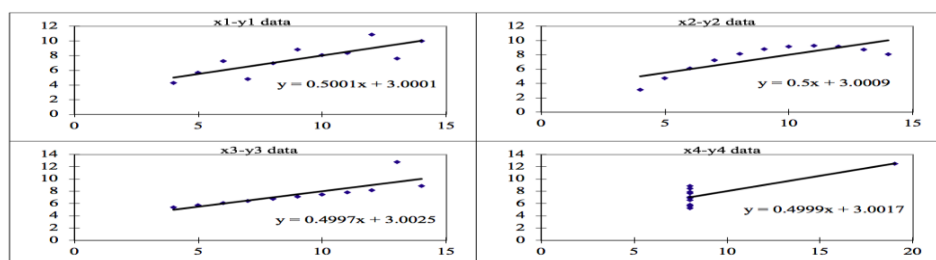 x1-y1 data
12
10
8
6
4
2
0
0 5 10 15
y = 0.5001x + 3.0001
x2-y2 data
12
10
8
6
4
2
0
0 5 10 15
y = 0.5x + 3.0009
x3-y3 data
14
12
10
8
6
4
2
0
0 5 10 15
y = 0.4997x + 3.0025
x4-y4 data
14
12
10
8
6
4
2
0
0 5 10 15 20
y = 0.4999x + 3.0017